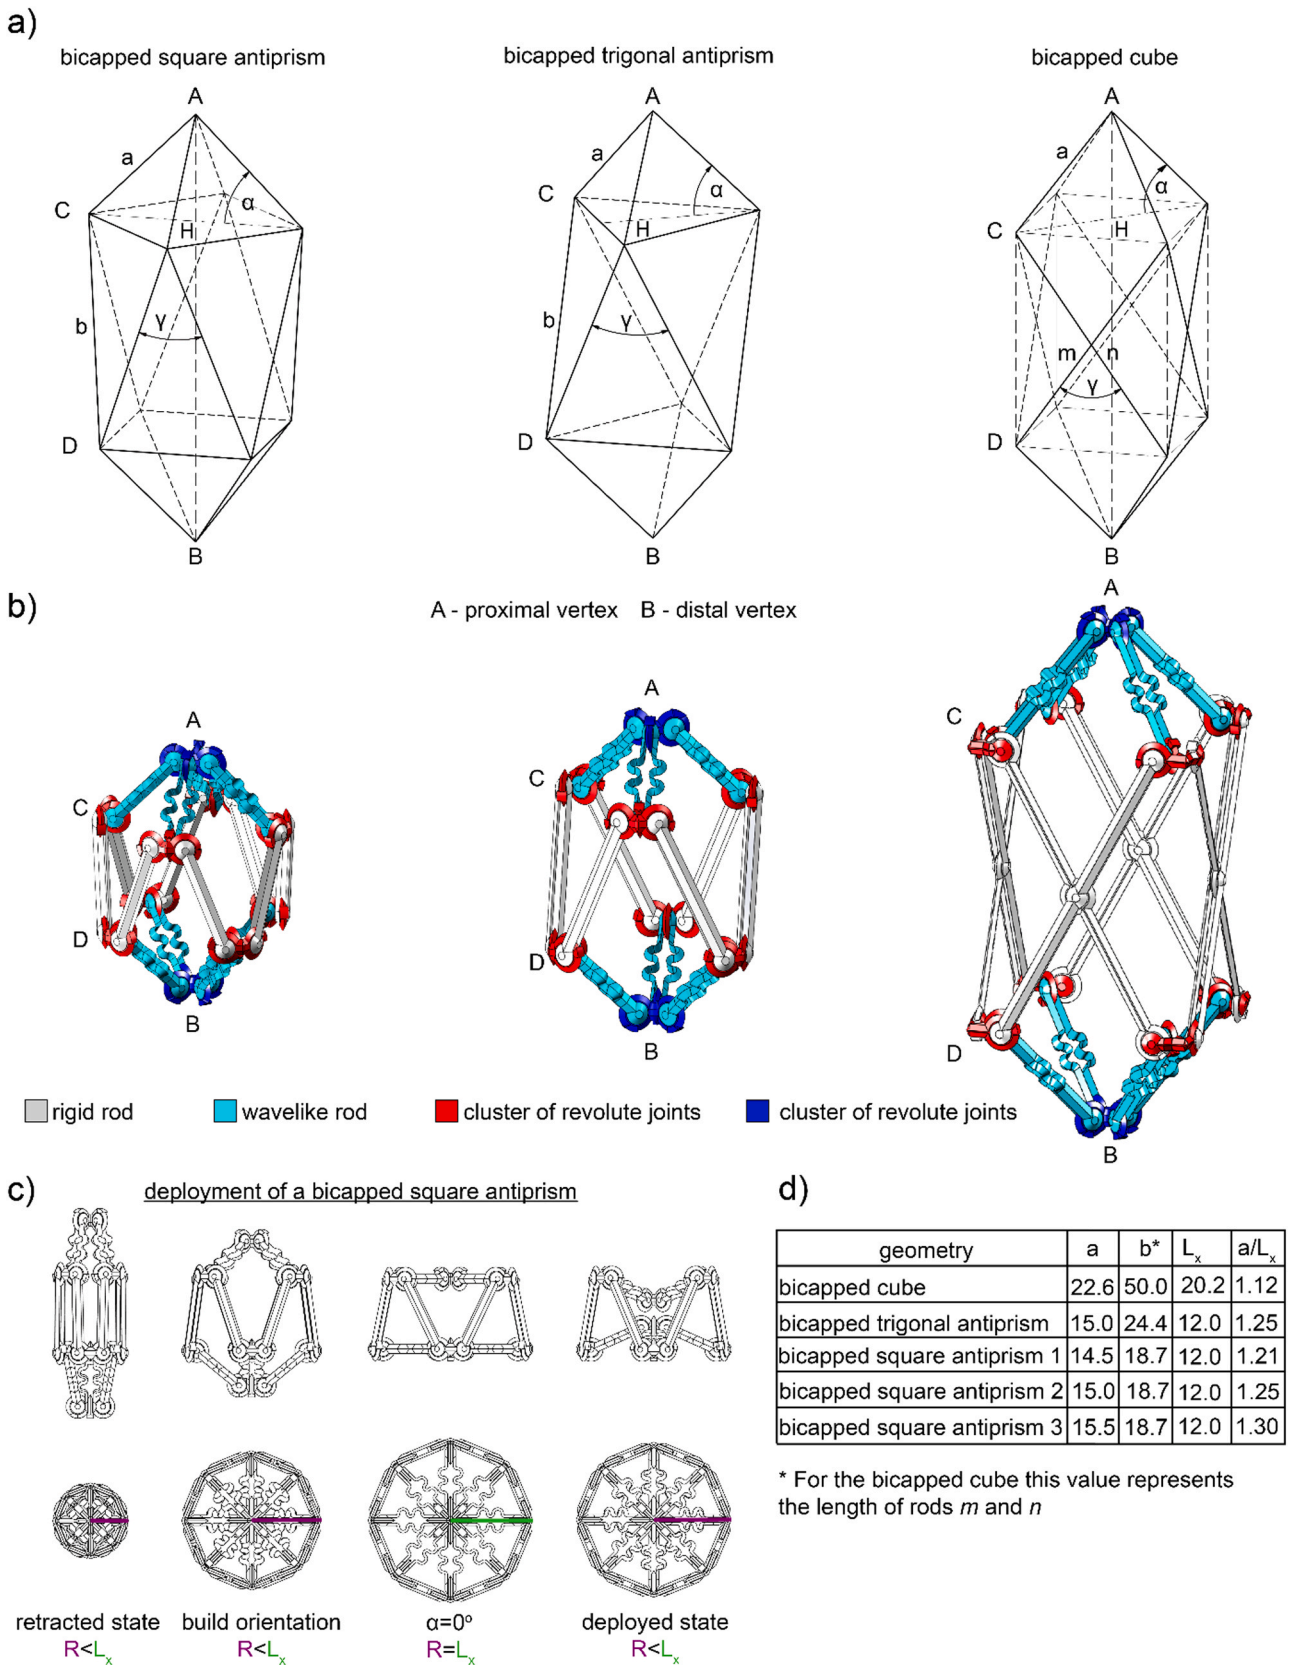 a)
bicapped square antiprism
bicapped trigonal antiprism
bicapped cube
A
A
A
a
a
a
α
α
α
C
C
C
H
H
H
b
b
γ
γ
m
n
γ
D
D
D
B
B
B
b)
A - proximal vertex B - distal vertex
A
A
A
C
C
C
D
D
D
B
B
B
rigid rod
wavelike rod
cluster of revolute joints
cluster of revolute joints
c)
deployment of a bicapped square antiprism
retracted state
build orientation
α=0°
deployed state
R<Lx
R<Lx
R=Lx
R<Lx
d)
geometry a b* Lx a/Lx
bicapped cube 22.6 50.0 20.2 1.12
bicapped trigonal antiprism 15.0 24.4 12.0 1.25
bicapped square antiprism 1 14.5 18.7 12.0 1.21
bicapped square antiprism 2 15.0 18.7 12.0 1.25
bicapped square antiprism 3 15.5 18.7 12.0 1.30
* For the bicapped cube this value represents
the length of rods m and n